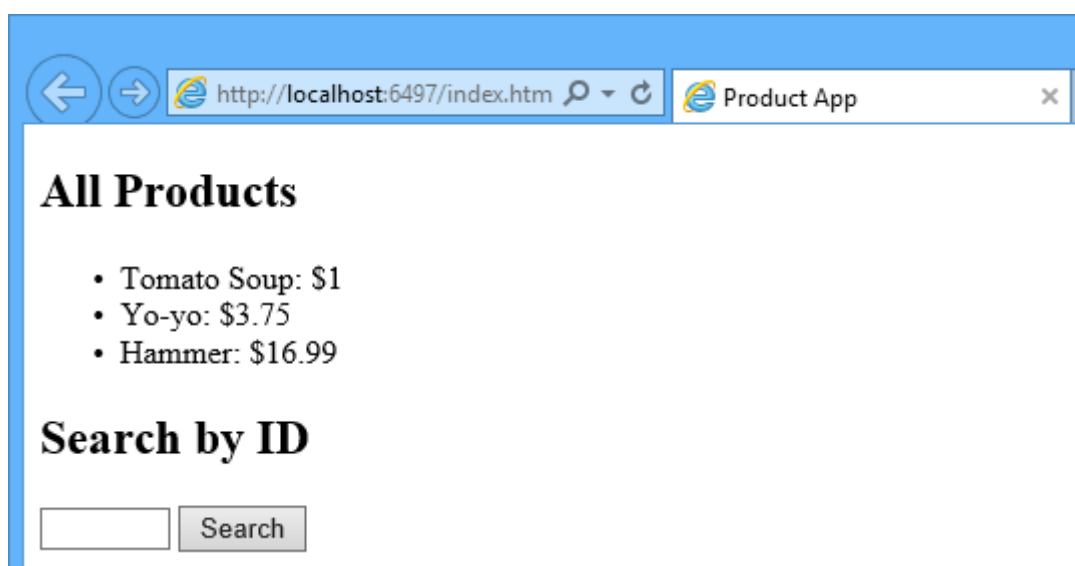 http://localhost:6497/index.htm
Product App
All Products
• Tomato Soup: $1
• Yo-yo: $3.75
• Hammer: $16.99
Search by ID
Search